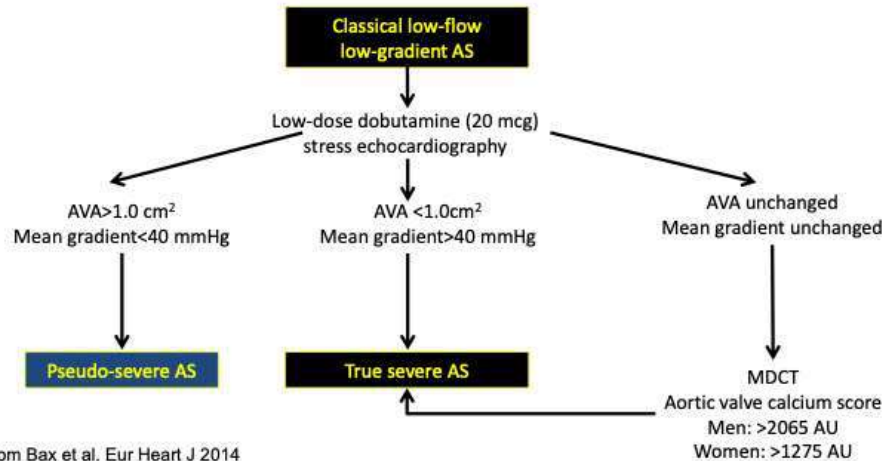 Classical low-flow
low-gradient AS
Low-dose dobutamine (20 mcg)
stress echocardiography
AVA>1.0 cm²
Mean gradient<40 mmHg
AVA <1.0cm²
Mean gradient>40 mmHg
AVA unchanged
Mean gradient unchanged
Pseudo-severe AS
True severe AS
MDCT
Aortic valve calcium score
Men: >2065 AU
Women: >1275 AU
om Bax et al. Eur Heart J 2014